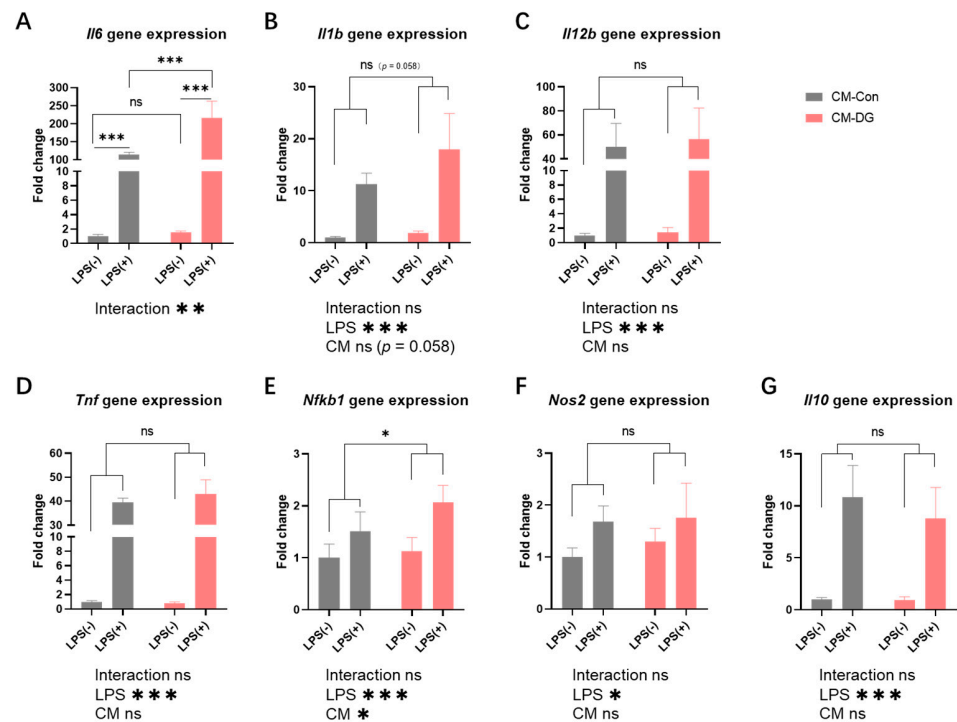 A
Il6 gene expression
***
ns
***
***
Fold change
300
250
200
150
100
10
8
6
4
2
0
LPS(-)
LPS(+)
LPS(-)
LPS(+)
Interaction ✱✱
B
Il1b gene expression
ns (p = 0.058)
Fold change
30
20
10
0
LPS(-)
LPS(+)
LPS(-)
LPS(+)
Interaction ns
LPS ✱✱✱
CM ns (p = 0.058)
C
Il12b gene expression
ns
Fold change
100
80
60
40
10
8
6
4
2
0
LPS(-)
LPS(+)
LPS(-)
LPS(+)
Interaction ns
LPS ✱✱✱
CM ns
CM-Con
CM-DG
D
Tnf gene expression
ns
Fold change
60
50
40
30
10
8
6
4
2
0
LPS(-)
LPS(+)
LPS(-)
LPS(+)
Interaction ns
LPS ✱✱✱
CM ns
E
Nfkb1 gene expression
*
Fold change
3
2
1
0
LPS(-)
LPS(+)
LPS(-)
LPS(+)
Interaction ns
LPS ✱✱✱
CM ✱
F
Nos2 gene expression
ns
Fold change
3
2
1
0
LPS(-)
LPS(+)
LPS(-)
LPS(+)
Interaction ns
LPS ✱
CM ns
G
Il10 gene expression
ns
Fold change
15
10
5
0
LPS(-)
LPS(+)
LPS(-)
LPS(+)
Interaction ns
LPS ✱✱✱
CM ns